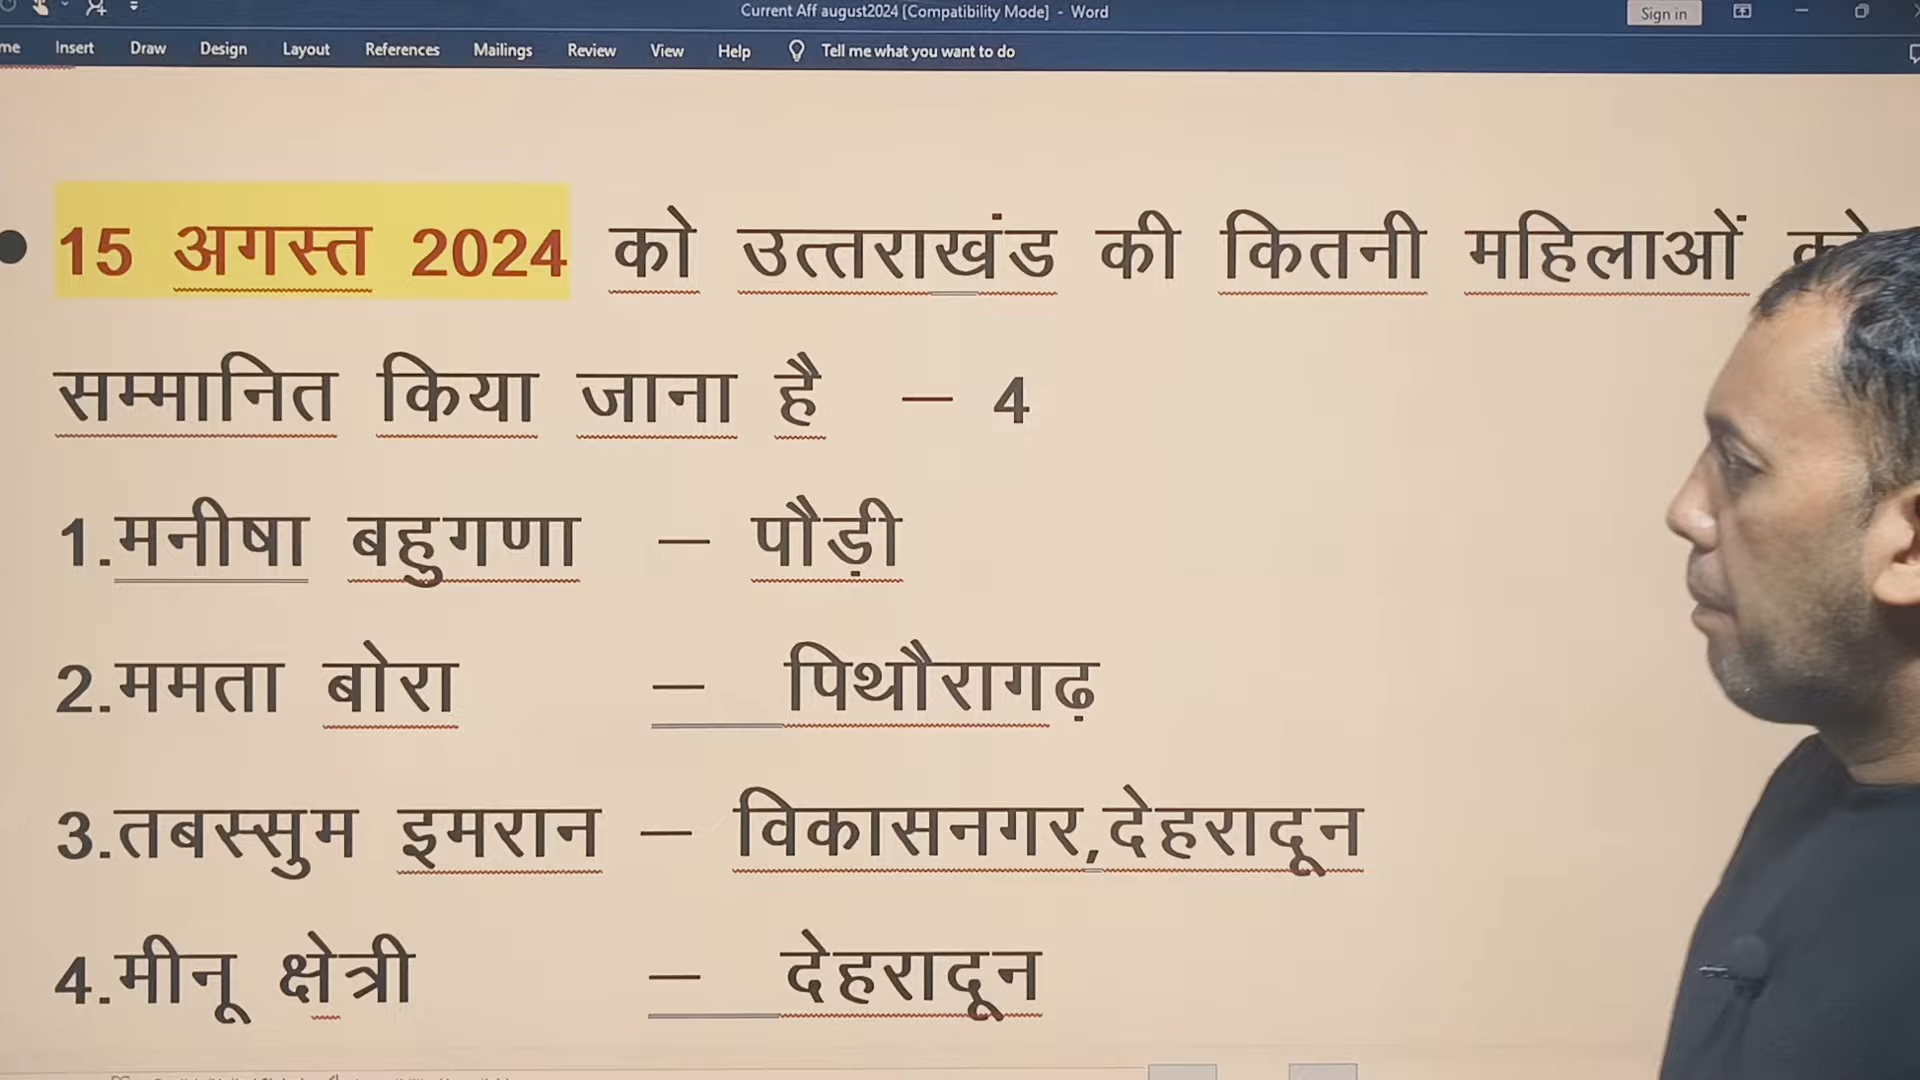 Current Aff august2024 [Compatibility Mode] - Word
Sign in
Insert Draw Design Layout References Mailings Review View Help Tell me what you want to do
15 अगस्त 2024 को उत्तराखंड की कितनी महिलाओं को
सम्मानित किया जाना है – 4
1.मनीषा बहुगणा – पौड़ी
2.ममता बोरा – पिथौरागढ़
3.तबस्सुम इमरान – विकासनगर,देहरादून
4.मीनू क्षेत्री – देहरादून